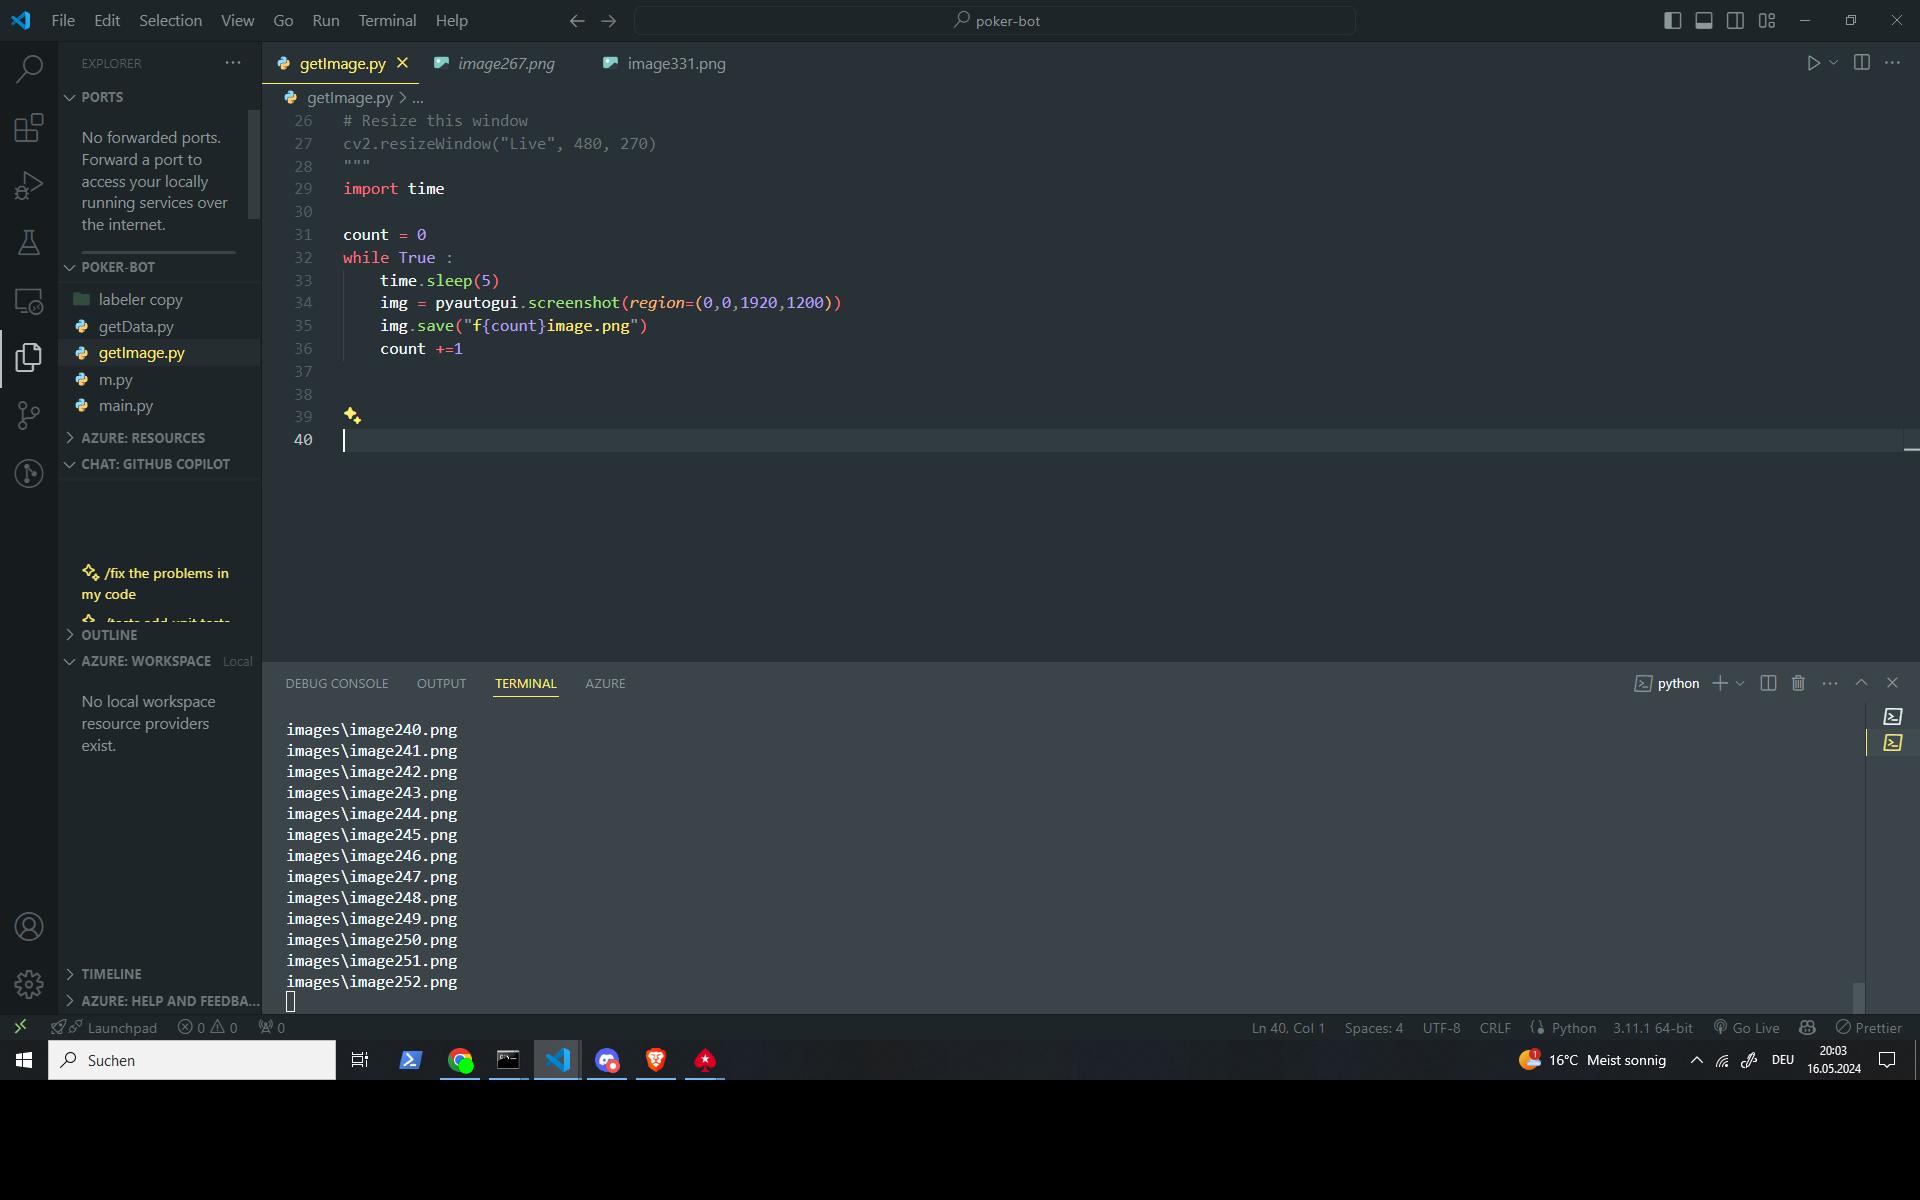 File Edit Selection View Go Run Terminal Help
poker-bot
EXPLORER
PORTS
No forwarded ports.
Forward a port to
access your locally
running services over
the internet.
POKER-BOT
labeler copy
getData.py
getImage.py
m.py
main.py
AZURE: RESOURCES
CHAT: GITHUB COPILOT
/fix the problems in
my code
OUTLINE
AZURE: WORKSPACE Local
No local workspace
resource providers
exist.
TIMELINE
AZURE: HELP AND FEEDBA...
getImage.py image267.png image331.png
getImage.py > ...
26 # Resize this window
27 cv2.resizeWindow("Live", 480, 270)
28 """
29 import time
30
31 count = 0
32 while True :
33 time.sleep(5)
34 img = pyautogui.screenshot(region=(0,0,1920,1200))
35 img.save("f{count}image.png")
36 count +=1
37
38
39
40
DEBUG CONSOLE OUTPUT TERMINAL AZURE
python
images\image240.png
images\image241.png
images\image242.png
images\image243.png
images\image244.png
images\image245.png
images\image246.png
images\image247.png
images\image248.png
images\image249.png
images\image250.png
images\image251.png
images\image252.png
Launchpad 0 0 0 Ln 40, Col 1 Spaces: 4 UTF-8 CRLF Python 3.11.1 64-bit Go Live Prettier
Suchen
1 16°C Meist sonnig DEU 20:03
16.05.2024